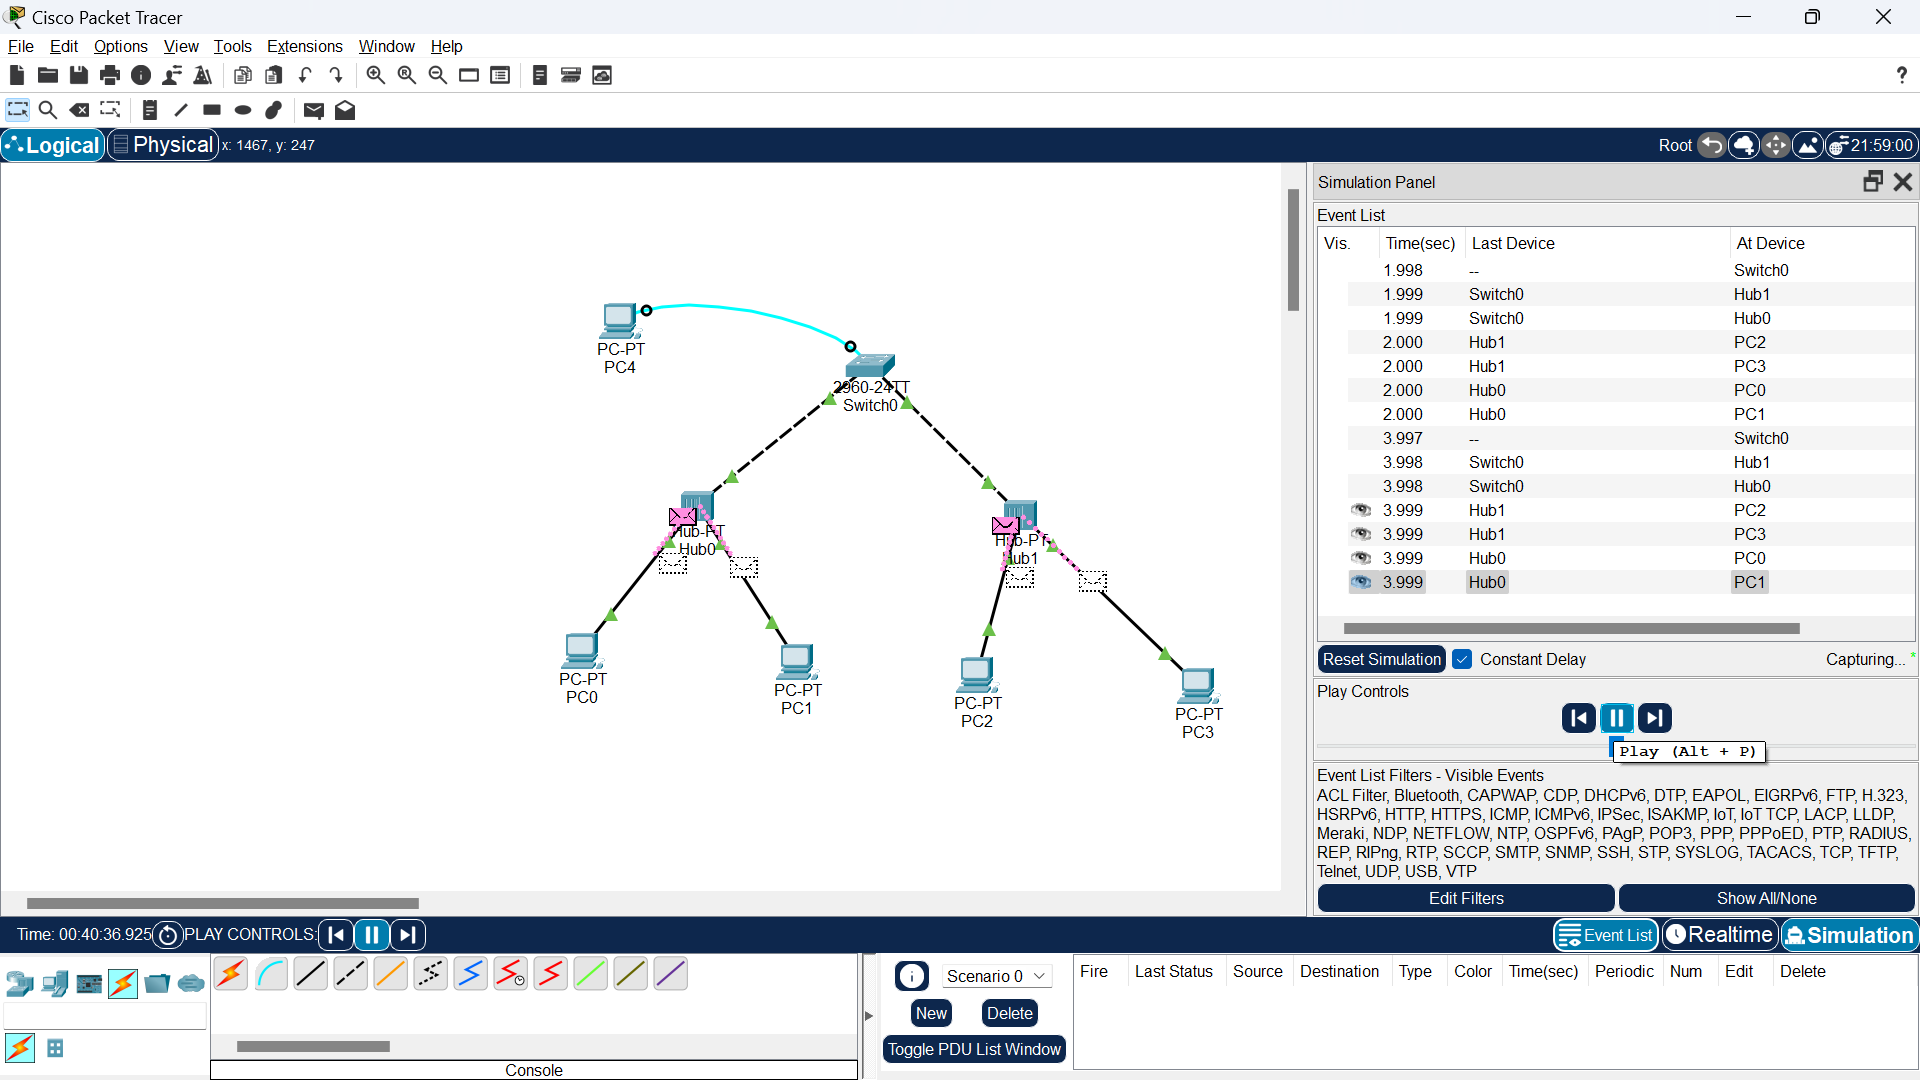 Cisco Packet Tracer
File Edit Options View Tools Extensions Window Help
?
Logical Physical x: 1467, y: 247 Root 21:59:00
Simulation Panel
Event List
Vis. Time(sec) Last Device At Device
1.998 -- Switch0
1.999 Switch0 Hub1
1.999 Switch0 Hub0
2.000 Hub1 PC2
2.000 Hub1 PC3
2.000 Hub0 PC0
2.000 Hub0 PC1
3.997 -- Switch0
3.998 Switch0 Hub1
3.998 Switch0 Hub0
3.999 Hub1 PC2
3.999 Hub1 PC3
3.999 Hub0 PC0
3.999 Hub0 PC1
Reset Simulation Constant Delay Capturing... *
Play Controls
Play (Alt + P)
Event List Filters - Visible Events
ACL Filter, Bluetooth, CAPWAP, CDP, DHCPv6, DTP, EAPOL, EIGRPv6, FTP, H.323,
HSRPv6, HTTP, HTTPS, ICMP, ICMPv6, IPSec, ISAKMP, IoT, IoT TCP, LACP, LLDP,
Meraki, NDP, NETFLOW, NTP, OSPFv6, PAgP, POP3, PPP, PPPoED, PTP, RADIUS,
REP, RIPng, RTP, SCCP, SMTP, SNMP, SSH, STP, SYSLOG, TACACS, TCP, TFTP,
Telnet, UDP, USB, VTP
Edit Filters Show All/None
PC-PT
PC4
2960-24TT
Switch0
Hub-PT
Hub0
Hub-PT
Hub1
PC-PT
PC0
PC-PT
PC1
PC-PT
PC2
PC-PT
PC3
Time: 00:40:36.925 PLAY CONTROLS: Event List Realtime Simulation
Scenario 0
New Delete
Toggle PDU List Window
Fire Last Status Source Destination Type Color Time(sec) Periodic Num Edit Delete
Console